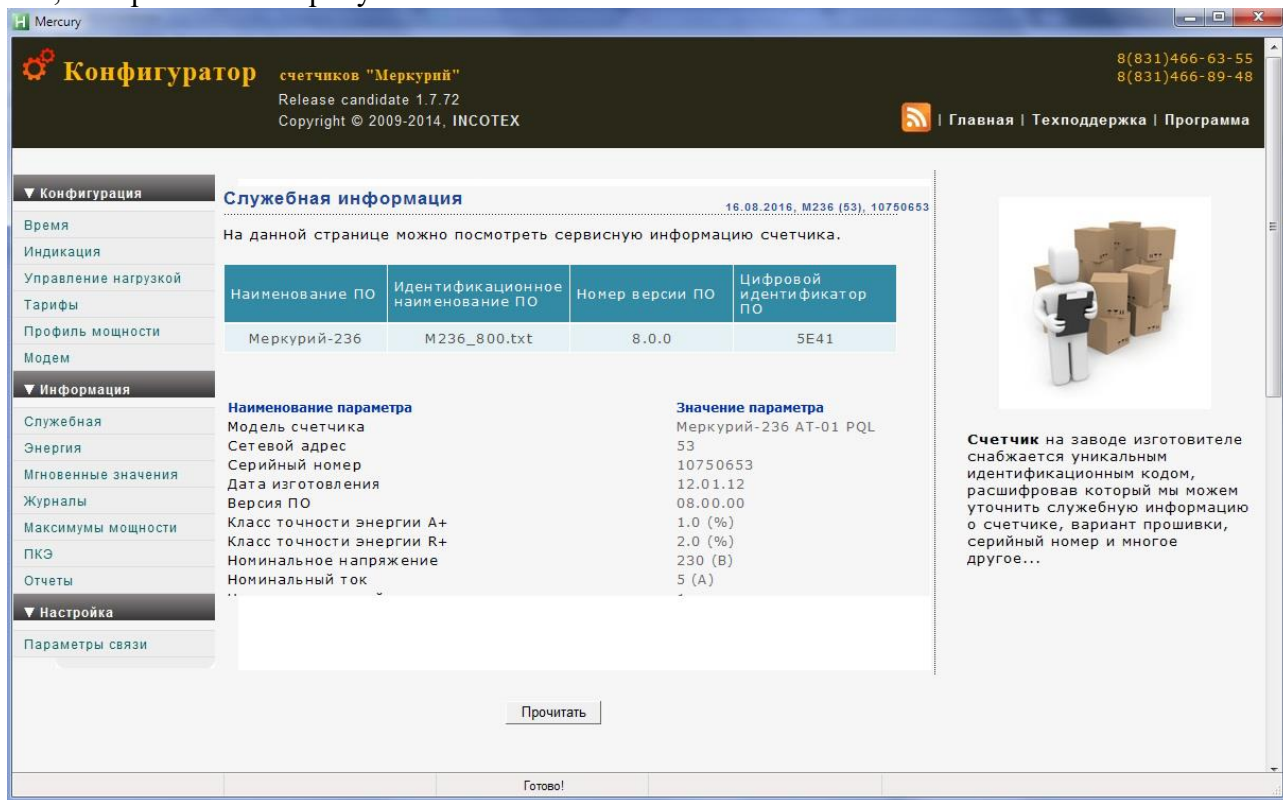 Mercury
Конфигуратор счетчиков "Меркурий"
Release candidate 1.7.72
Copyright © 2009-2014, INCOTEX
8(831)466-63-55
8(831)466-89-48
| Главная | Техподдержка | Программа
▼ Конфигурация
Время
Индикация
Управление нагрузкой
Тарифы
Профиль мощности
Модем
▼ Информация
Служебная
Энергия
Мгновенные значения
Журналы
Максимумы мощности
ПКЭ
Отчеты
▼ Настройка
Параметры связи
Служебная информация
16.08.2016, М236 (53), 10750653
На данной странице можно посмотреть сервисную информацию счетчика.
Наименование ПО
Идентификационное
наименование ПО
Номер версии ПО
Цифровой
идентификатор
ПО
Меркурий-236 M236_800.txt 8.0.0 5E41
Наименование параметра Значение параметра
Модель счетчика Меркурий-236 AT-01 PQL
Сетевой адрес 53
Серийный номер 10750653
Дата изготовления 12.01.12
Версия ПО 08.00.00
Класс точности энергии A+ 1.0 (%)
Класс точности энергии R+ 2.0 (%)
Номинальное напряжение 230 (В)
Номинальный ток 5 (А)
Прочитать
Счетчик на заводе изготовителе
снабжается уникальным
идентификационным кодом,
расшифровав который мы можем
уточнить служебную информацию
о счетчике, вариант прошивки,
серийный номер и многое
другое...
Готово!